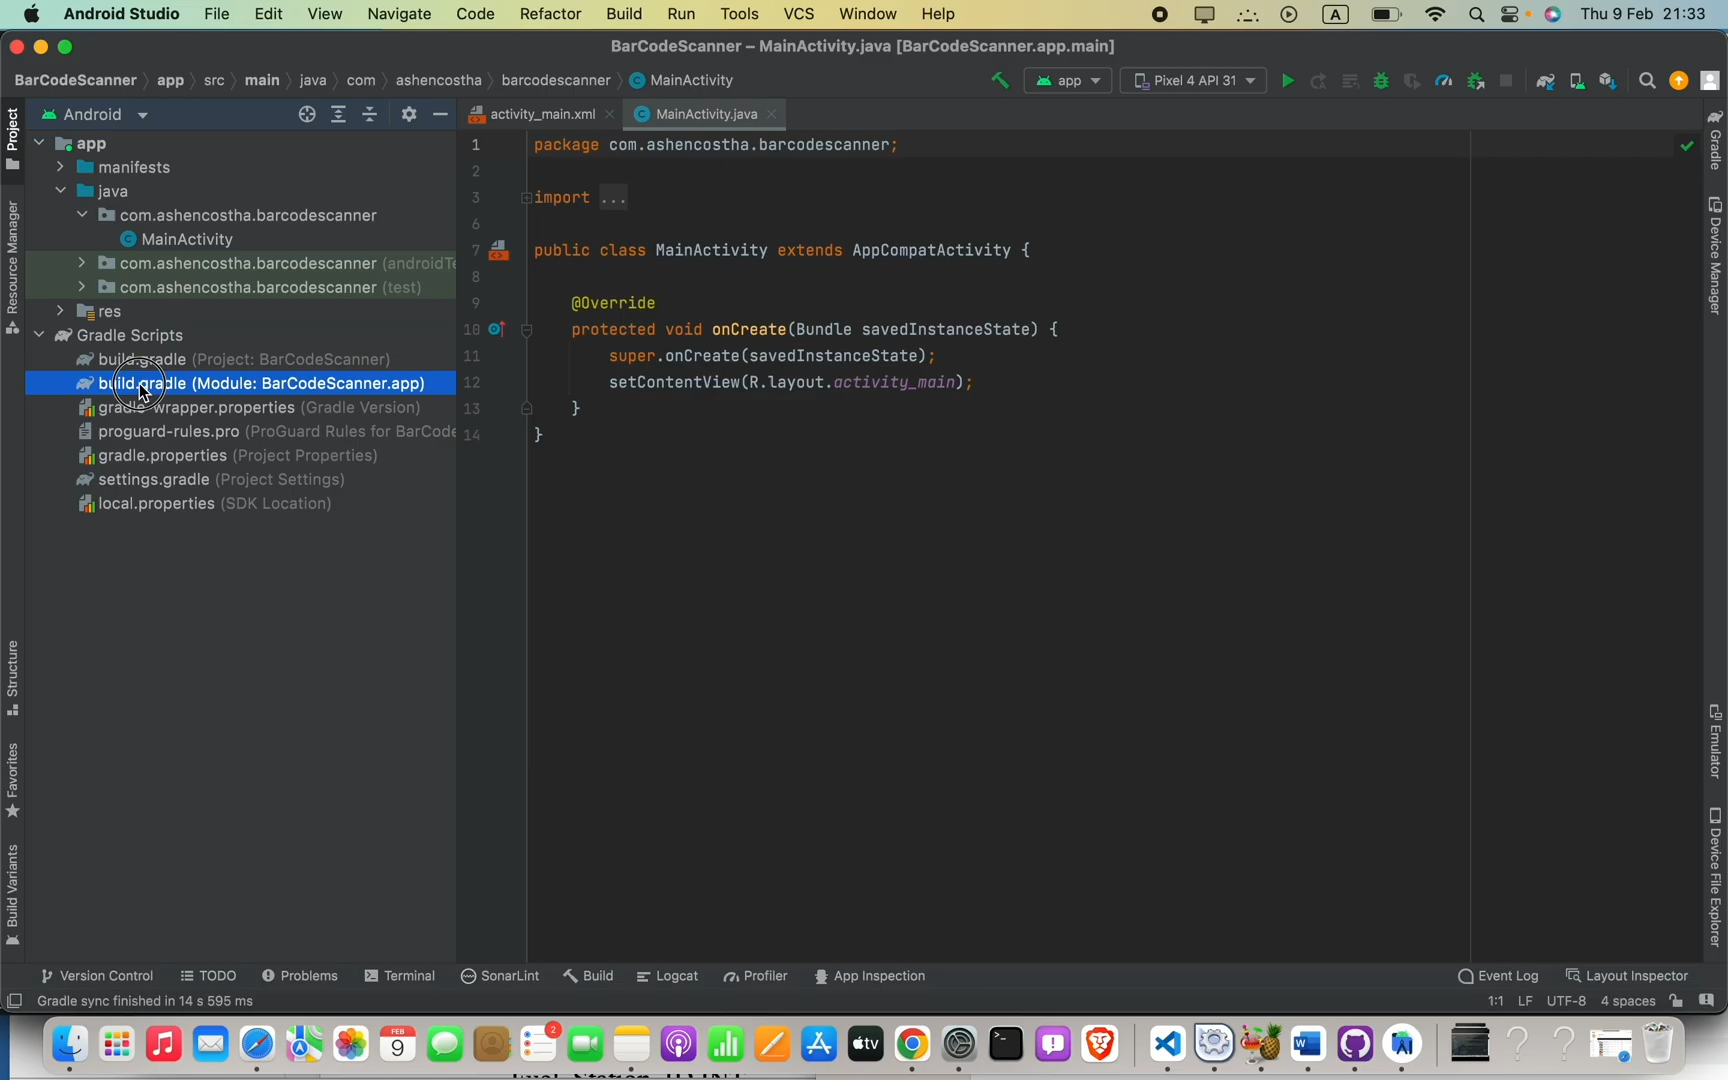 Android Studio File Edit View Navigate Code Refactor Build Run Tools VCS Window Help A Thu 9 Feb 21:33
BarCodeScanner – MainActivity.java [BarCodeScanner.app.main]
BarCodeScanner app src main java com ashencostha barcodescanner MainActivity app Pixel 4 API 31
Android
activity_main.xml MainActivity.java
Project
Resource Manager
Structure
Favorites
Build Variants
app
manifests
java
com.ashencostha.barcodescanner
MainActivity
com.ashencostha.barcodescanner (androidTe
com.ashencostha.barcodescanner (test)
res
Gradle Scripts
build.gradle (Project: BarCodeScanner)
build.gradle (Module: BarCodeScanner.app)
gradle-wrapper.properties (Gradle Version)
proguard-rules.pro (ProGuard Rules for BarCode
gradle.properties (Project Properties)
settings.gradle (Project Settings)
local.properties (SDK Location)
1 package com.ashencostha.barcodescanner;
2
3 import ...
6
7 public class MainActivity extends AppCompatActivity {
8
9 @Override
10 protected void onCreate(Bundle savedInstanceState) {
11 super.onCreate(savedInstanceState);
12 setContentView(R.layout.activity_main);
13 }
14 }
Gradle
Device Manager
Emulator
Device File Explorer
Version Control TODO Problems Terminal SonarLint Build Logcat Profiler App Inspection Event Log Layout Inspector
Gradle sync finished in 14 s 595 ms 1:1 LF UTF-8 4 spaces
FEB
9
2
tv